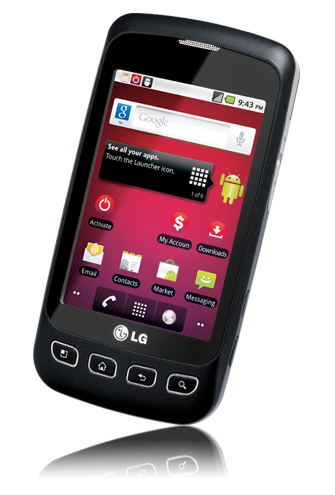 9:43 PM
g
Google
See all your apps.
Touch the Launcher icon.
1 of 6
Activate
My Accoun
Downloads
Email
Contacts
Market
Messaging
LG